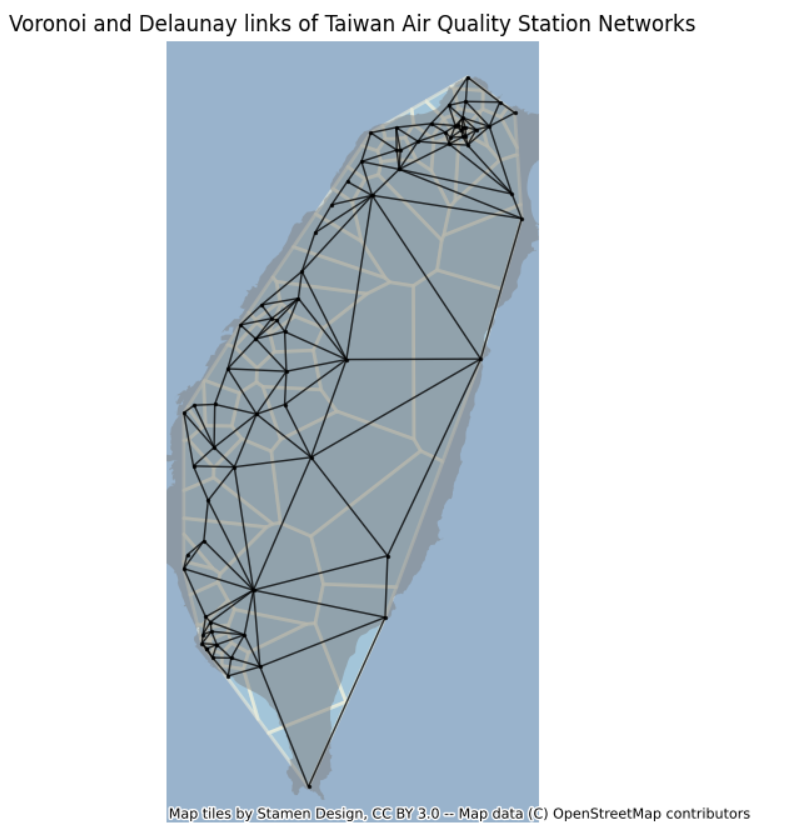 Voronoi and Delaunay links of Taiwan Air Quality Station Networks
Map tiles by Stamen Design, CC BY 3.0 -- Map data (C) OpenStreetMap contributors